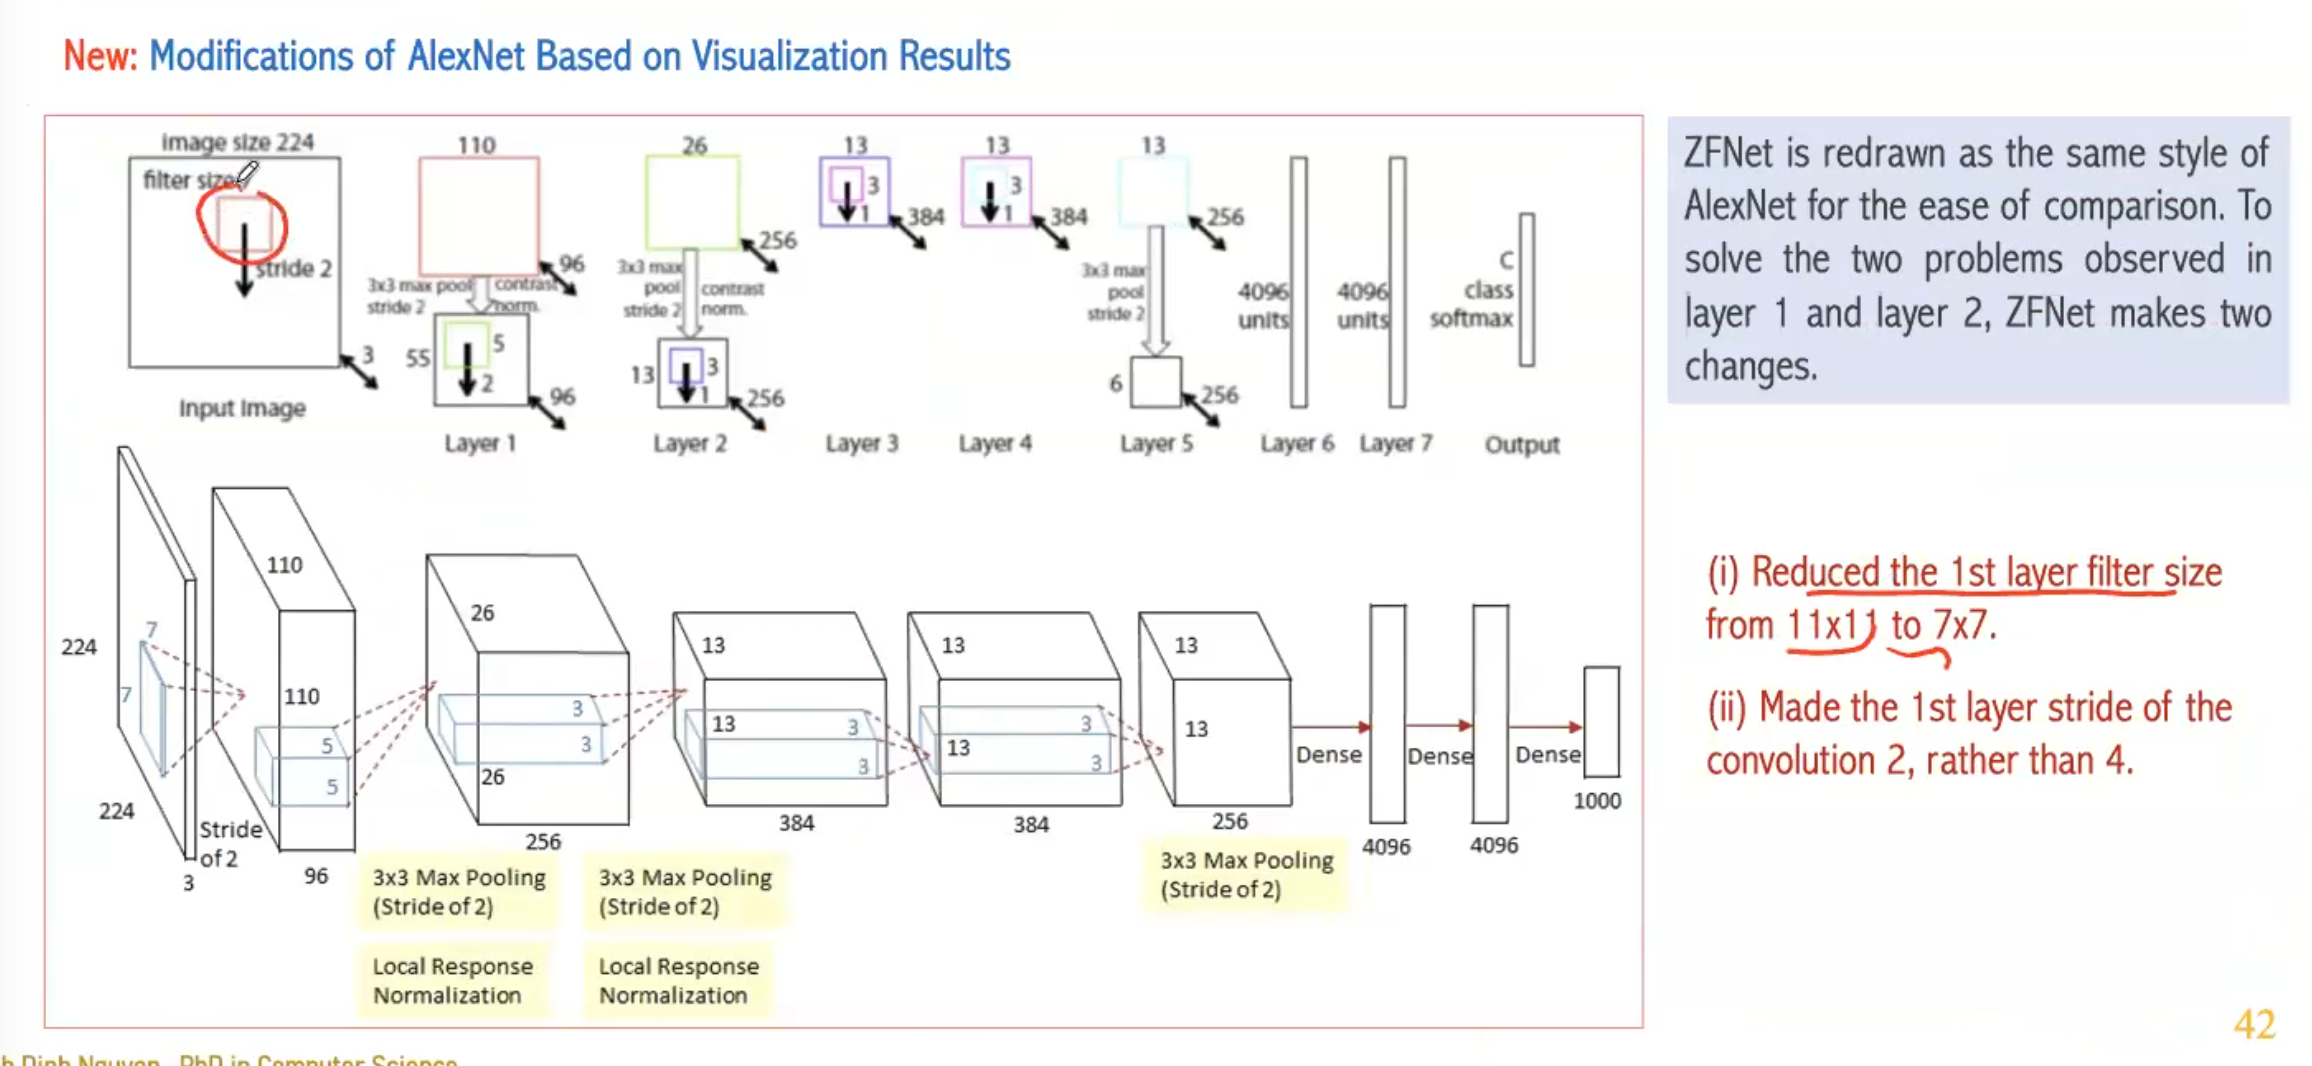 New: Modifications of AlexNet Based on Visualization Results
image size 224
filter size
stride 2
3
Input Image
110
96
3x3 max pool
stride 2
contrast
norm.
55
5
2
96
Layer 1
26
256
3x3 max
pool
stride 2
contrast
norm.
13
3
1
256
Layer 2
13
3
1
384
Layer 3
13
3
1
384
Layer 4
13
256
3x3 max
pool
stride 2
6
256
Layer 5
4096
units
Layer 6
4096
units
Layer 7
C
class
softmax
Output
ZFNet is redrawn as the same style of
AlexNet for the ease of comparison. To
solve the two problems observed in
layer 1 and layer 2, ZFNet makes two
changes.
224
7
7
224
3
Stride
of 2
110
110
5
5
96
26
3
3
26
256
13
13
3
3
384
13
13
3
3
384
13
13
256
Dense
Dense
Dense
4096
4096
1000
3x3 Max Pooling
(Stride of 2)
Local Response
Normalization
3x3 Max Pooling
(Stride of 2)
Local Response
Normalization
3x3 Max Pooling
(Stride of 2)
(i) Reduced the 1st layer filter size
from 11x11 to 7x7.
(ii) Made the 1st layer stride of the
convolution 2, rather than 4.
42
h Dinh Nguyen - PhD in Computer Science